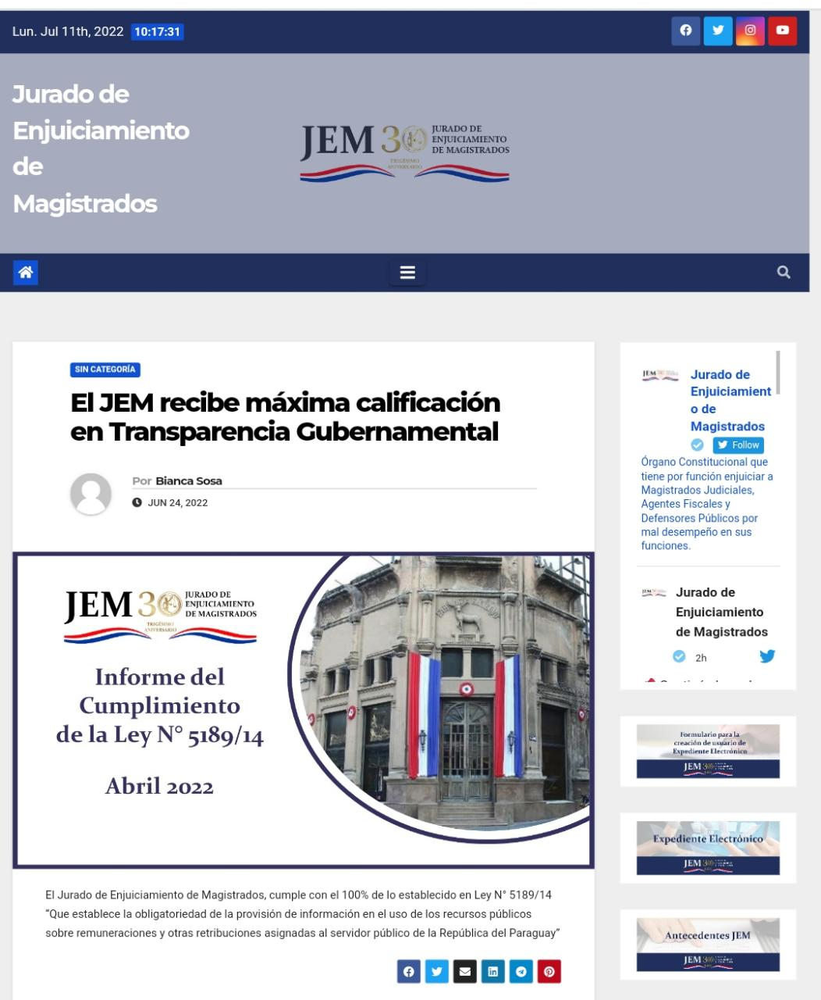 Lun. Jul 11th, 2022 10:17:31
Jurado de
Enjuiciamiento
de
Magistrados
JEM 30 JURADO DE
ENJUICIAMIENTO
DE MAGISTRADOS
TRIGÉSIMO
ANIVERSARIO
SIN CATEGORÍA
El JEM recibe máxima calificación
en Transparencia Gubernamental
Por Bianca Sosa
JUN 24, 2022
JEM 30 JURADO DE
ENJUICIAMIENTO
DE MAGISTRADOS
TRIGÉSIMO
ANIVERSARIO
Informe del
Cumplimiento
de la Ley N° 5189/14
Abril 2022
El Jurado de Enjuiciamiento de Magistrados, cumple con el 100% de lo establecido en Ley N° 5189/14
“Que establece la obligatoriedad de la provisión de información en el uso de los recursos públicos
sobre remuneraciones y otras retribuciones asignadas al servidor público de la República del Paraguay”
JEM
Jurado de
Enjuiciamient
o de
Magistrados
Follow
Órgano Constitucional que
tiene por función enjuiciar a
Magistrados Judiciales,
Agentes Fiscales y
Defensores Públicos por
mal desempeño en sus
funciones.
JEM
Jurado de
Enjuiciamiento
de Magistrados
2h
Formulario para la
creación de usuario de
Expediente Electrónico
JEM 30
Expediente Electrónico
JEM 30
Antecedentes JEM
JEM 30